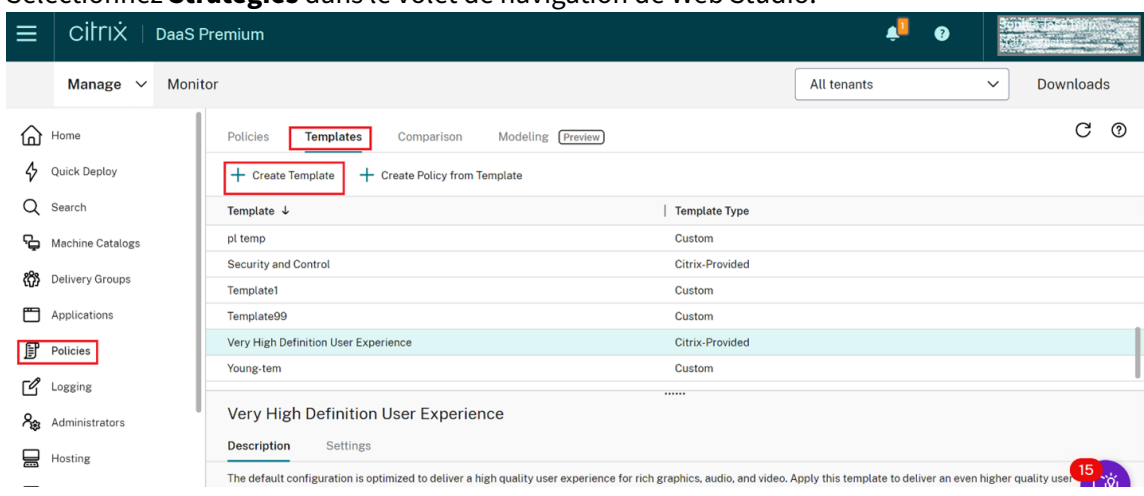 Sélectionnez Stratégies dans le volet de navigation de Web Studio.
citrix | DaaS Premium 1 ?
Manage Monitor All tenants Downloads
Home
Quick Deploy
Search
Machine Catalogs
Delivery Groups
Applications
Policies
Logging
Administrators
Hosting
Policies Templates Comparison Modeling Preview
+ Create Template + Create Policy from Template
Template ↓ Template Type
pl temp Custom
Security and Control Citrix-Provided
Template1 Custom
Template99 Custom
Very High Definition User Experience Citrix-Provided
Young-tem Custom
Very High Definition User Experience
Description Settings
The default configuration is optimized to deliver a high quality user experience for rich graphics, audio, and video. Apply this template to deliver an even higher quality user
15